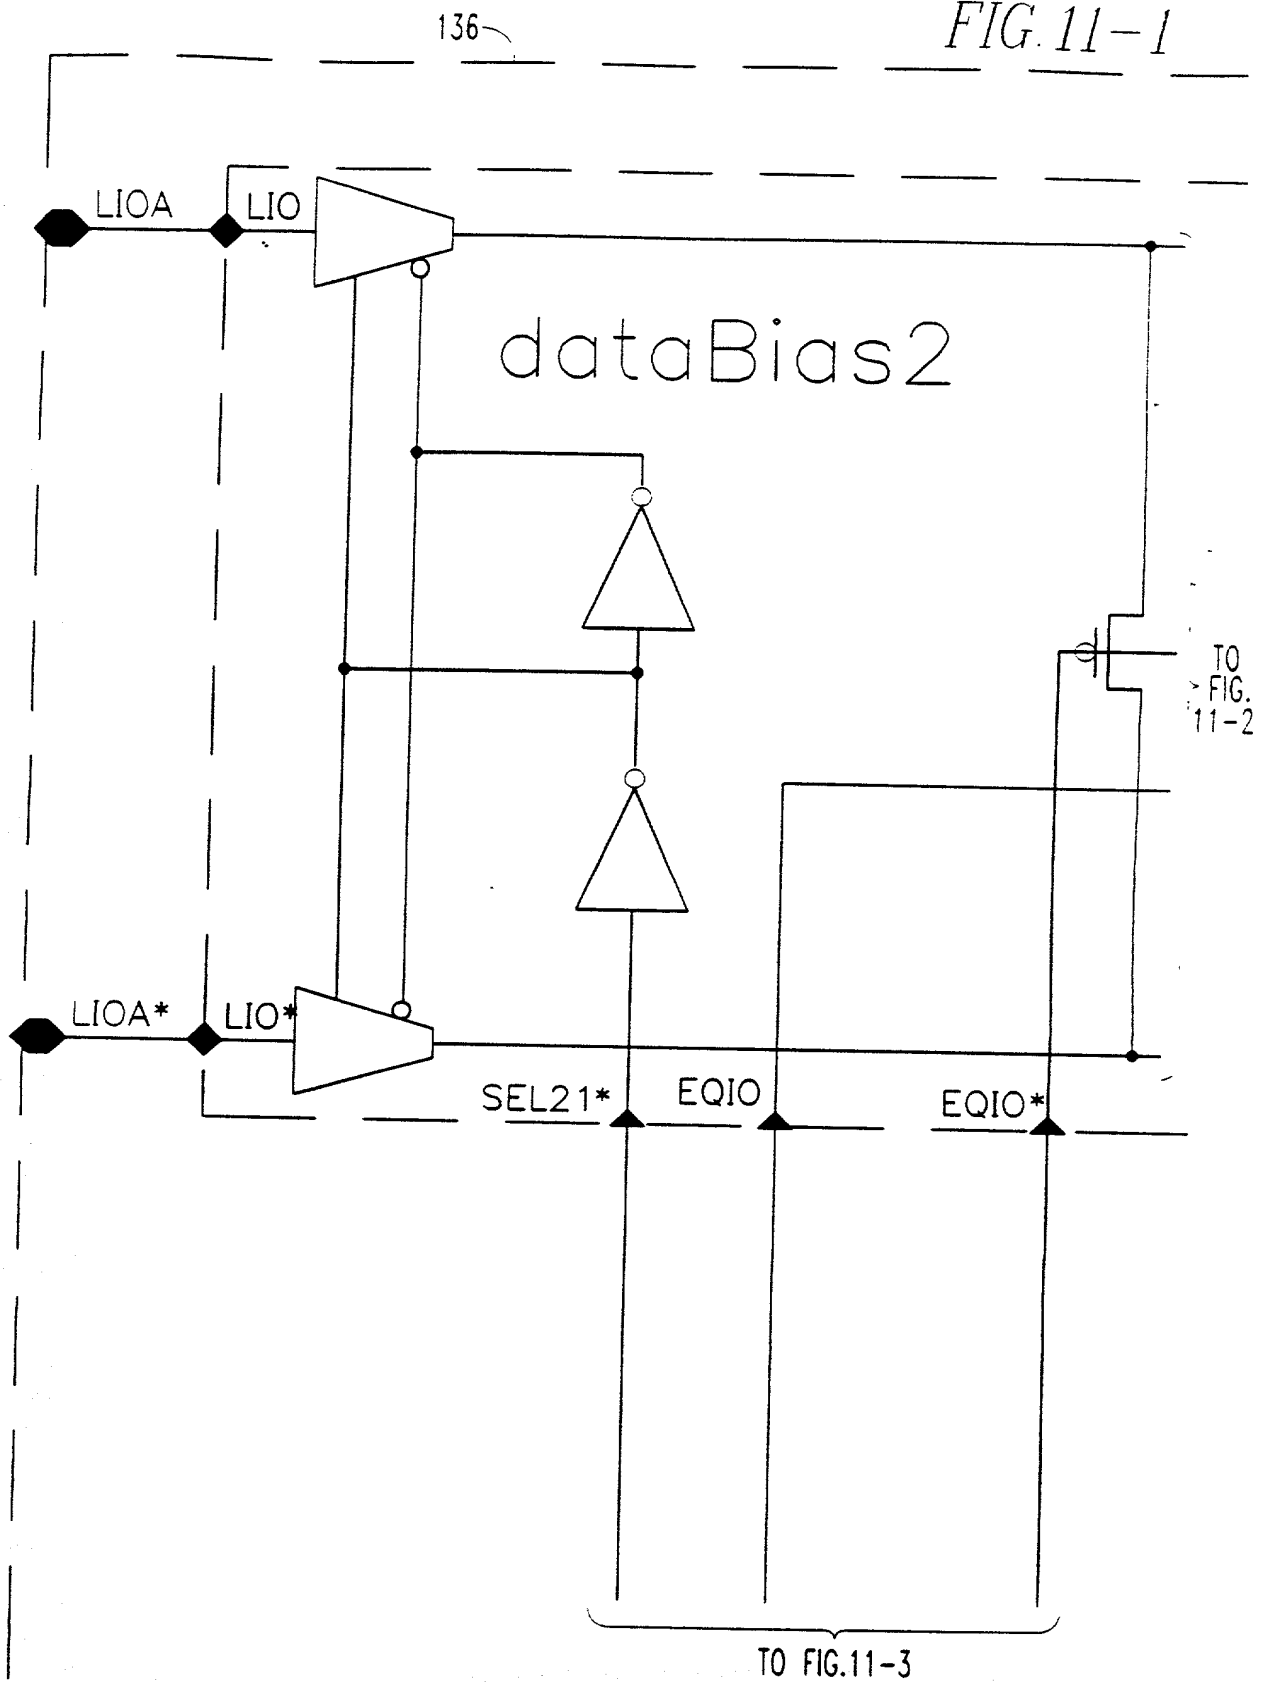 FIG. 11-1
136
LIOA
LIO
dataBias2
TO
FIG.
11-2
LIOA*
LIO*
SEL21*
EQIO
EQIO*
TO FIG.11-3